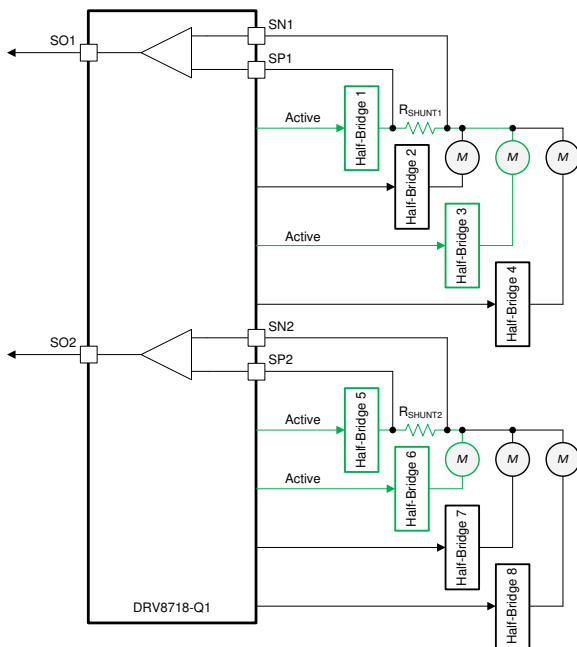 SO1
SN1
SP1
Active
Half-Bridge 1
RSHUNT1
Half-Bridge 2
M
M
M
Active
Half-Bridge 3
Half-Bridge 4
SO2
SN2
SP2
Active
Half-Bridge 5
RSHUNT2
Active
Half-Bridge 6
M
M
M
Half-Bridge 7
Half-Bridge 8
DRV8718-Q1